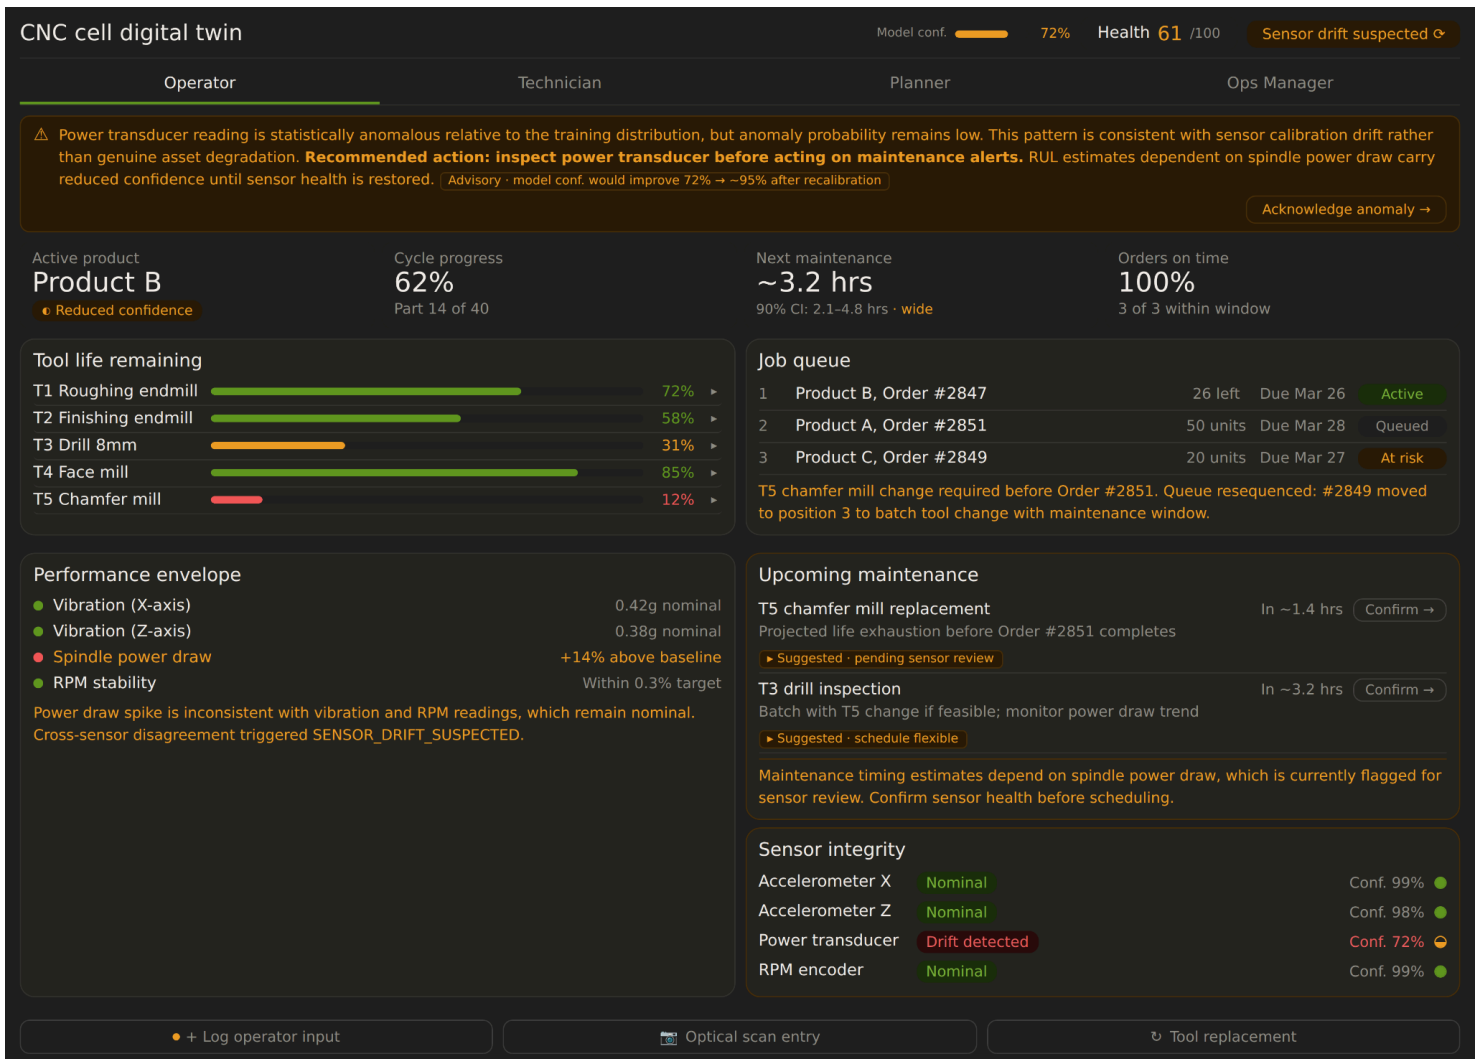 CNC cell digital twin
Model conf. 72% Health 61 /100 Sensor drift suspected ⟳
Operator Technician Planner Ops Manager
⚠ Power transducer reading is statistically anomalous relative to the training distribution, but anomaly probability remains low. This pattern is consistent with sensor calibration drift rather
than genuine asset degradation. Recommended action: inspect power transducer before acting on maintenance alerts. RUL estimates dependent on spindle power draw carry
reduced confidence until sensor health is restored. Advisory · model conf. would improve 72% → ~95% after recalibration
Acknowledge anomaly →
Active product
Product B
◐ Reduced confidence
Cycle progress
62%
Part 14 of 40
Next maintenance
~3.2 hrs
90% CI: 2.1–4.8 hrs · wide
Orders on time
100%
3 of 3 within window
Tool life remaining
T1 Roughing endmill 72% ▸
T2 Finishing endmill 58% ▸
T3 Drill 8mm 31% ▸
T4 Face mill 85% ▸
T5 Chamfer mill 12% ▸
Job queue
1 Product B, Order #2847 26 left Due Mar 26 Active
2 Product A, Order #2851 50 units Due Mar 28 Queued
3 Product C, Order #2849 20 units Due Mar 27 At risk
T5 chamfer mill change required before Order #2851. Queue resequenced: #2849 moved
to position 3 to batch tool change with maintenance window.
Performance envelope
Vibration (X-axis) 0.42g nominal
Vibration (Z-axis) 0.38g nominal
Spindle power draw +14% above baseline
RPM stability Within 0.3% target
Power draw spike is inconsistent with vibration and RPM readings, which remain nominal.
Cross-sensor disagreement triggered SENSOR_DRIFT_SUSPECTED.
Upcoming maintenance
T5 chamfer mill replacement In ~1.4 hrs Confirm →
Projected life exhaustion before Order #2851 completes
▸ Suggested · pending sensor review
T3 drill inspection In ~3.2 hrs Confirm →
Batch with T5 change if feasible; monitor power draw trend
▸ Suggested · schedule flexible
Maintenance timing estimates depend on spindle power draw, which is currently flagged for
sensor review. Confirm sensor health before scheduling.
Sensor integrity
Accelerometer X Nominal Conf. 99%
Accelerometer Z Nominal Conf. 98%
Power transducer Drift detected Conf. 72%
RPM encoder Nominal Conf. 99%
+ Log operator input
📷 Optical scan entry
↻ Tool replacement